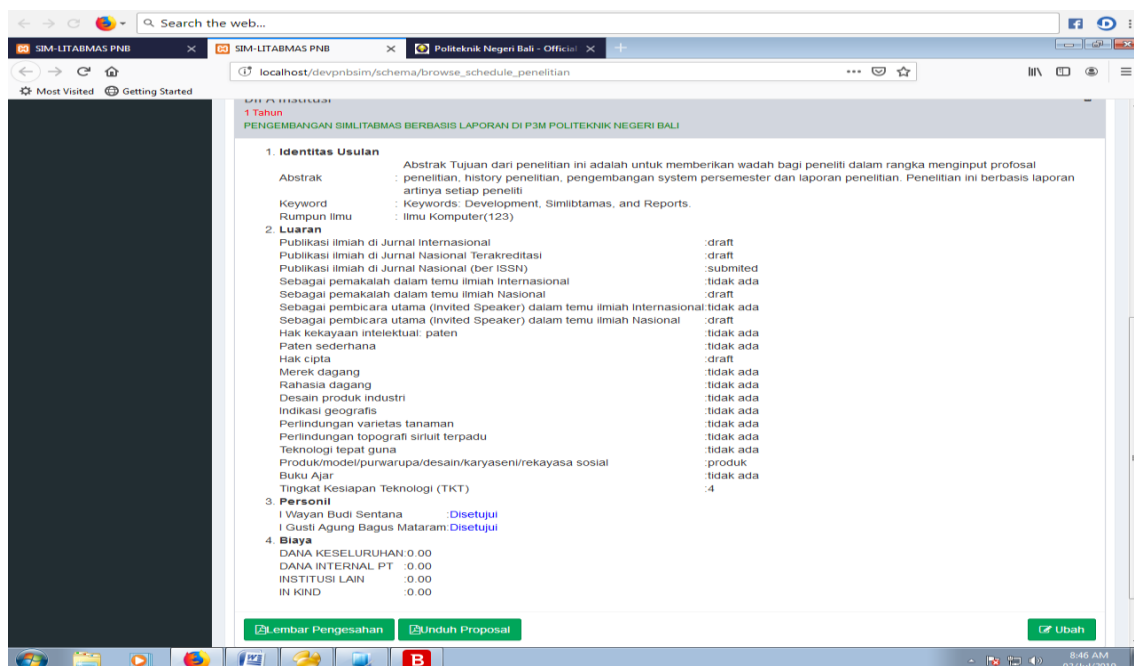 Search the web...
SIM-LITABMAS PNB
SIM-LITABMAS PNB
Politeknik Negeri Bali - Official
localhost/devpnbsim/schema/browse_schedule_penelitian
Most Visited Getting Started
1 Tahun
PENGEMBANGAN SIMLITABMAS BERBASIS LAPORAN DI P3M POLITEKNIK NEGERI BALI
1. Identitas Usulan
Abstrak : Abstrak Tujuan dari penelitian ini adalah untuk memberikan wadah bagi peneliti dalam rangka menginput profosal
penelitian, history penelitian, pengembangan system persemester dan laporan penelitian. Penelitian ini berbasis laporan
artinya setiap peneliti
Keyword : Keywords: Development, Simlibtamas, and Reports.
Rumpun Ilmu : Ilmu Komputer(123)
2. Luaran
Publikasi ilmiah di Jurnal Internasional :draft
Publikasi ilmiah di Jurnal Nasional Terakreditasi :draft
Publikasi ilmiah di Jurnal Nasional (ber ISSN) :submited
Sebagai pemakalah dalam temu ilmiah Internasional :tidak ada
Sebagai pemakalah dalam temu ilmiah Nasional :draft
Sebagai pembicara utama (Invited Speaker) dalam temu ilmiah Internasional:tidak ada
Sebagai pembicara utama (Invited Speaker) dalam temu ilmiah Nasional :draft
Hak kekayaan intelektual: paten :tidak ada
Paten sederhana :tidak ada
Hak cipta :draft
Merek dagang :tidak ada
Rahasia dagang :tidak ada
Desain produk industri :tidak ada
Indikasi geografis :tidak ada
Perlindungan varietas tanaman :tidak ada
Perlindungan topografi sirluit terpadu :tidak ada
Teknologi tepat guna :tidak ada
Produk/model/purwarupa/desain/karyaseni/rekayasa sosial :produk
Buku Ajar :tidak ada
Tingkat Kesiapan Teknologi (TKT) :4
3. Personil
I Wayan Budi Sentana :Disetujui
I Gusti Agung Bagus Mataram:Disetujui
4. Biaya
DANA KESELURUHAN:0.00
DANA INTERNAL PT :0.00
INSTITUSI LAIN :0.00
IN KIND :0.00
Lembar Pengesahan Unduh Proposal Ubah
8:46 AM